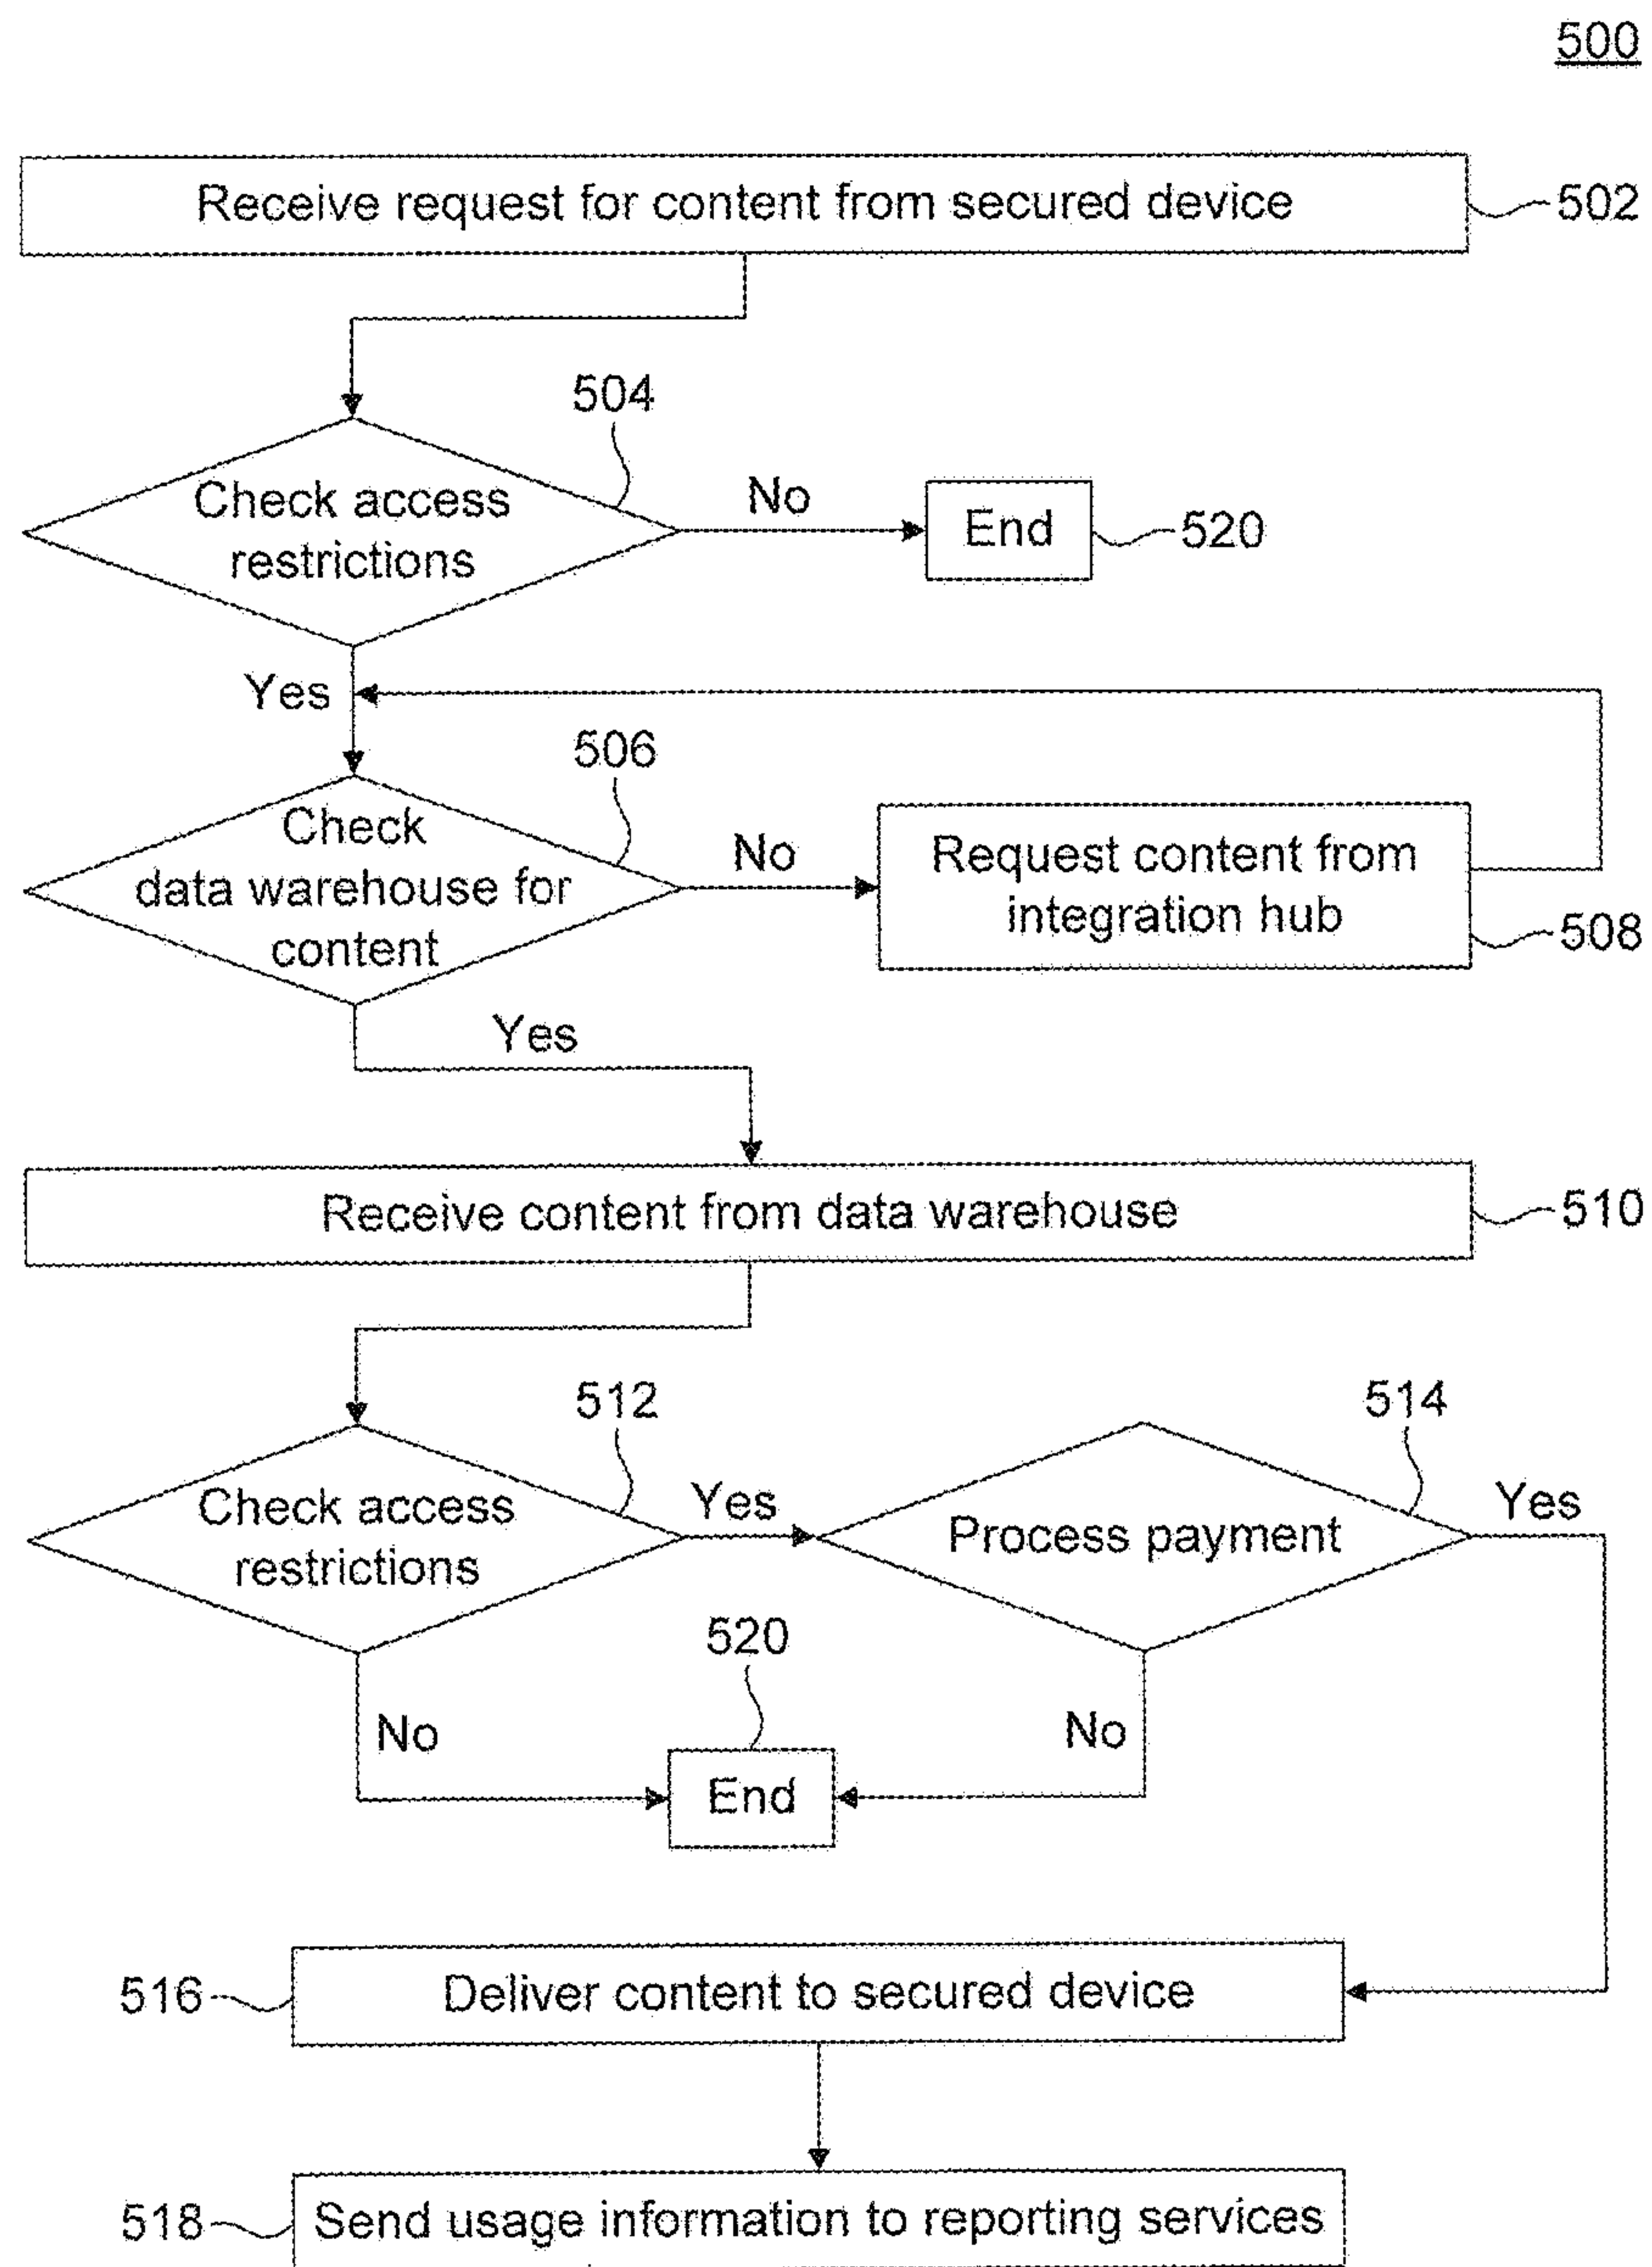 500
Receive request for content from secured device
502
504
Check access
restrictions
No
End
520
Yes
506
Check
data warehouse for
content
No
Request content from
integration hub
508
Yes
Receive content from data warehouse
510
512
514
Check access
restrictions
Yes
Process payment
Yes
520
No
End
No
516
Deliver content to secured device
518
Send usage information to reporting services